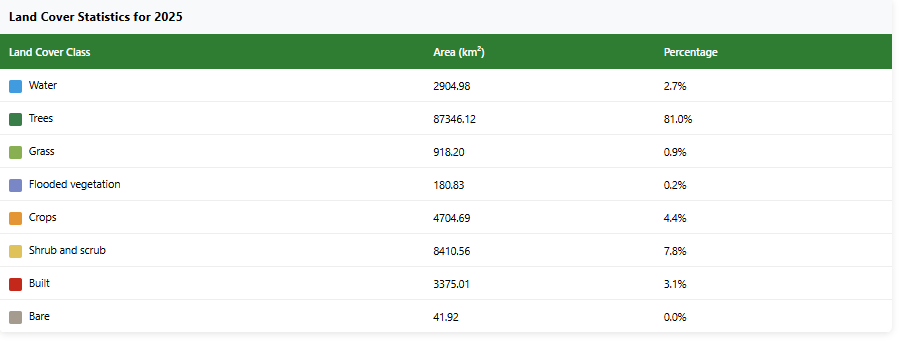 Land Cover Statistics for 2025
Land Cover Class Area (km²) Percentage
Water 2904.98 2.7%
Trees 87346.12 81.0%
Grass 918.20 0.9%
Flooded vegetation 180.83 0.2%
Crops 4704.69 4.4%
Shrub and scrub 8410.56 7.8%
Built 3375.01 3.1%
Bare 41.92 0.0%